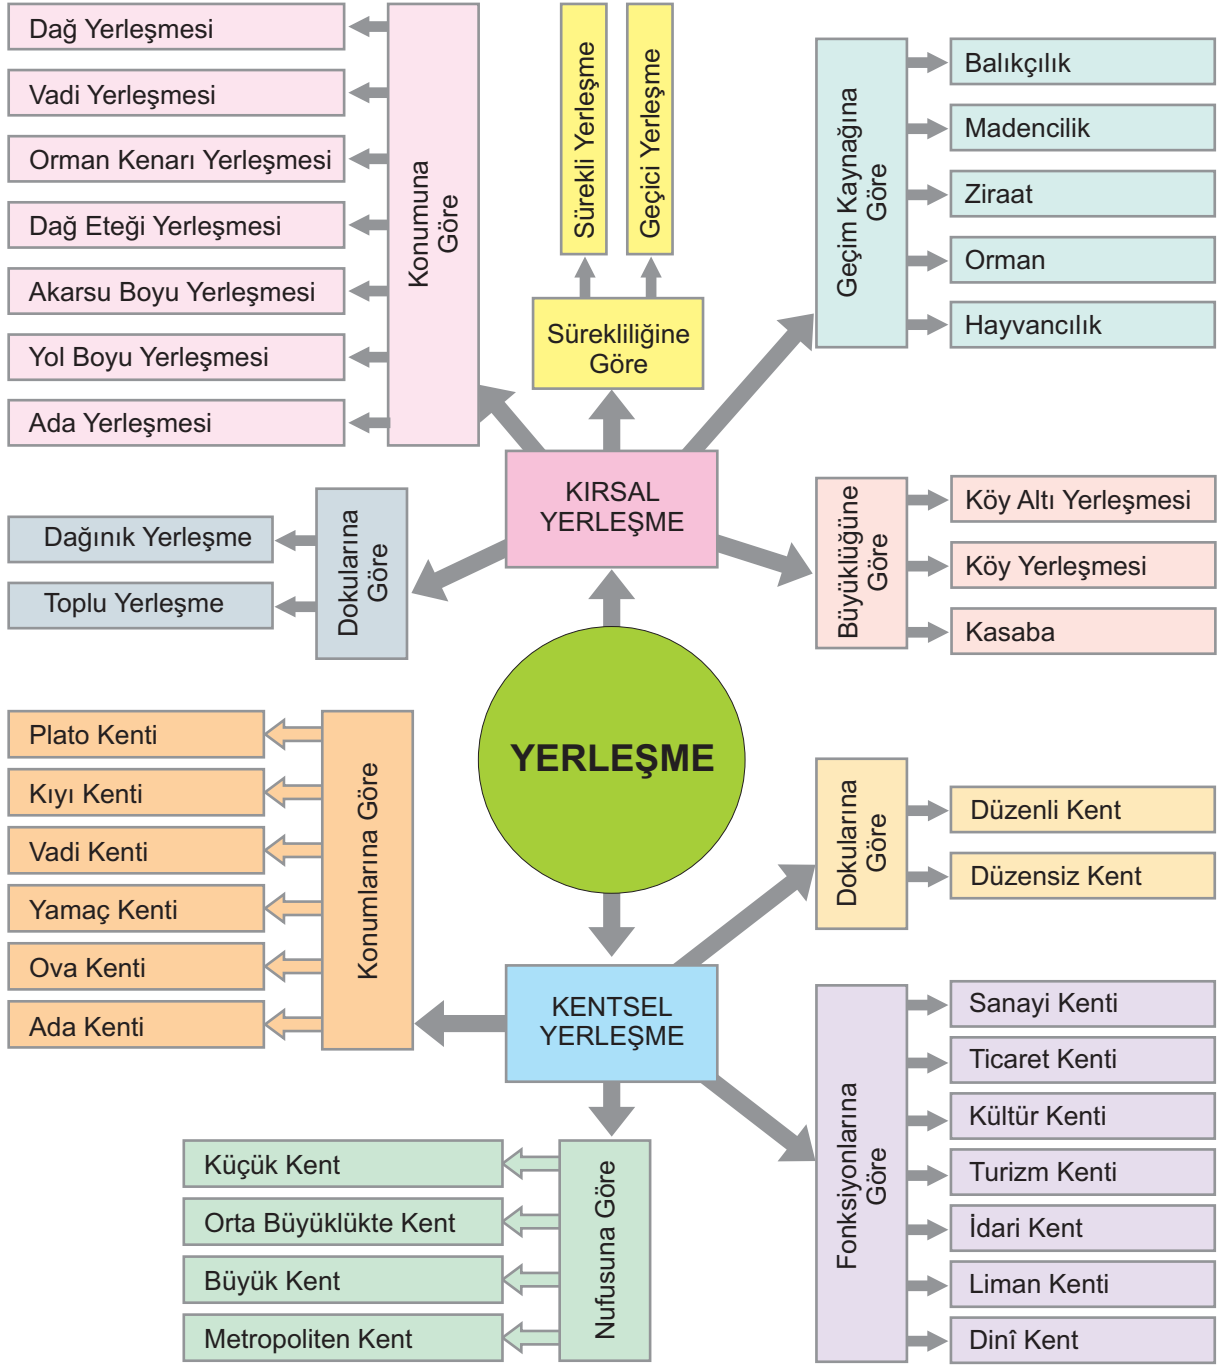 Dağ Yerleşmesi
Vadi Yerleşmesi
Orman Kenarı Yerleşmesi
Dağ Eteği Yerleşmesi
Akarsu Boyu Yerleşmesi
Yol Boyu Yerleşmesi
Ada Yerleşmesi
Konumuna
Göre
Sürekli Yerleşme
Geçici Yerleşme
Sürekliliğine
Göre
Geçim Kaynağına
Göre
Balıkçılık
Madencilik
Ziraat
Orman
Hayvancılık
KIRSAL
YERLEŞME
Dağınık Yerleşme
Toplu Yerleşme
Dokularına
Göre
Büyüklüğüne
Göre
Köy Altı Yerleşmesi
Köy Yerleşmesi
Kasaba
YERLEŞME
Plato Kenti
Kıyı Kenti
Vadi Kenti
Yamaç Kenti
Ova Kenti
Ada Kenti
Konumlarına Göre
Dokularına
Göre
Düzenli Kent
Düzensiz Kent
KENTSEL
YERLEŞME
Küçük Kent
Orta Büyüklükte Kent
Büyük Kent
Metropoliten Kent
Nufusuna Göre
Fonksiyonlarına
Göre
Sanayi Kenti
Ticaret Kenti
Kültür Kenti
Turizm Kenti
İdari Kent
Liman Kenti
Dinî Kent